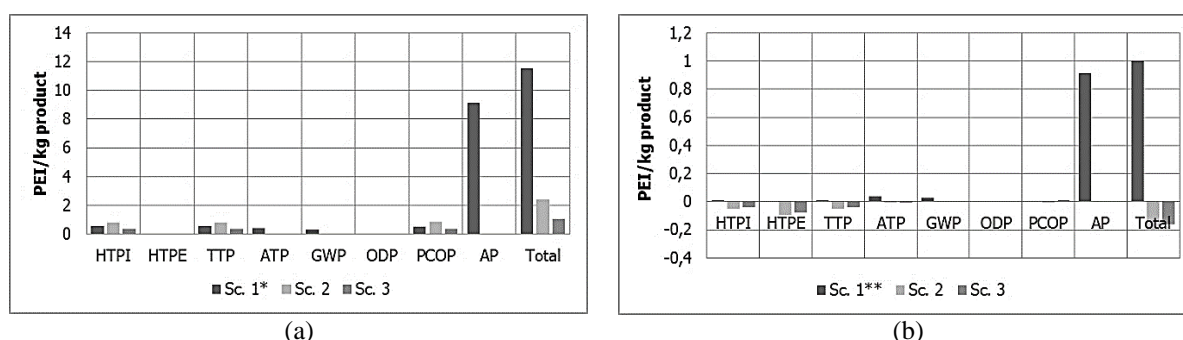 PEI/kg product
14
12
10
8
6
4
2
0
HTPI HTPE TTP ATP GWP ODP PCOP AP Total
Sc. 1* Sc. 2 Sc. 3
(a)
PEI/kg product
1,2
1
0,8
0,6
0,4
0,2
0
-0,2
-0,4
HTPI HTPE TTP ATP GWP ODP PCOP AP Total
Sc. 1** Sc. 2 Sc. 3
(b)